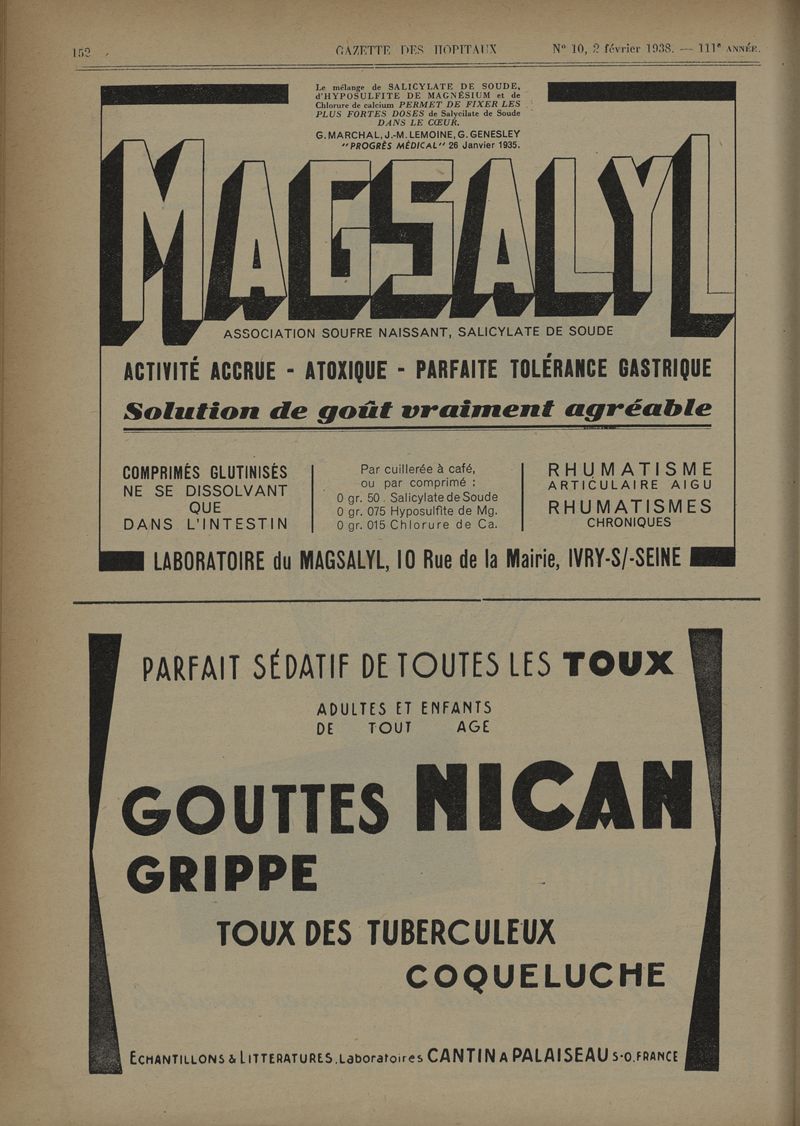 152
GAZETTE DES HOPITAUX
N° 10, 2 février 1938. — 111e ANNÉE.
Le mélange de SALICYLATE DE SOUDE,
d'HYPOSULFITE DE MAGNÉSIUM et de
Chlorure de calcium PERMET DE FIXER LES
PLUS FORTES DOSES de Salycilate de Soude
DANS LE CŒUR.
G. MARCHAL, J.-M. LEMOINE, G. GENESLEY
"PROGRÈS MÉDICAL" 26 Janvier 1935.
MAGSALYL
ASSOCIATION SOUFRE NAISSANT, SALICYLATE DE SOUDE
ACTIVITÉ ACCRUE - ATOXIQUE - PARFAITE TOLÉRANCE GASTRIQUE
Solution de goût vraiment agréable
COMPRIMÉS GLUTINISÉS
NE SE DISSOLVANT
QUE
DANS L'INTESTIN
Par cuillerée à café,
ou par comprimé :
0 gr. 50 . Salicylate de Soude
0 gr. 075 Hyposulfite de Mg.
0 gr. 015 Chlorure de Ca.
RHUMATISME
ARTICULAIRE AIGU
RHUMATISMES
CHRONIQUES
LABORATOIRE du MAGSALYL, 10 Rue de la Mairie, IVRY-S/-SEINE
PARFAIT SÉDATIF DE TOUTES LES TOUX
ADULTES ET ENFANTS
DE TOUT AGE
GOUTTES NICAN
GRIPPE
TOUX DES TUBERCULEUX
COQUELUCHE
ECHANTILLONS & LITTERATURES. Laboratoires CANTIN A PALAISEAU S-O. FRANCE